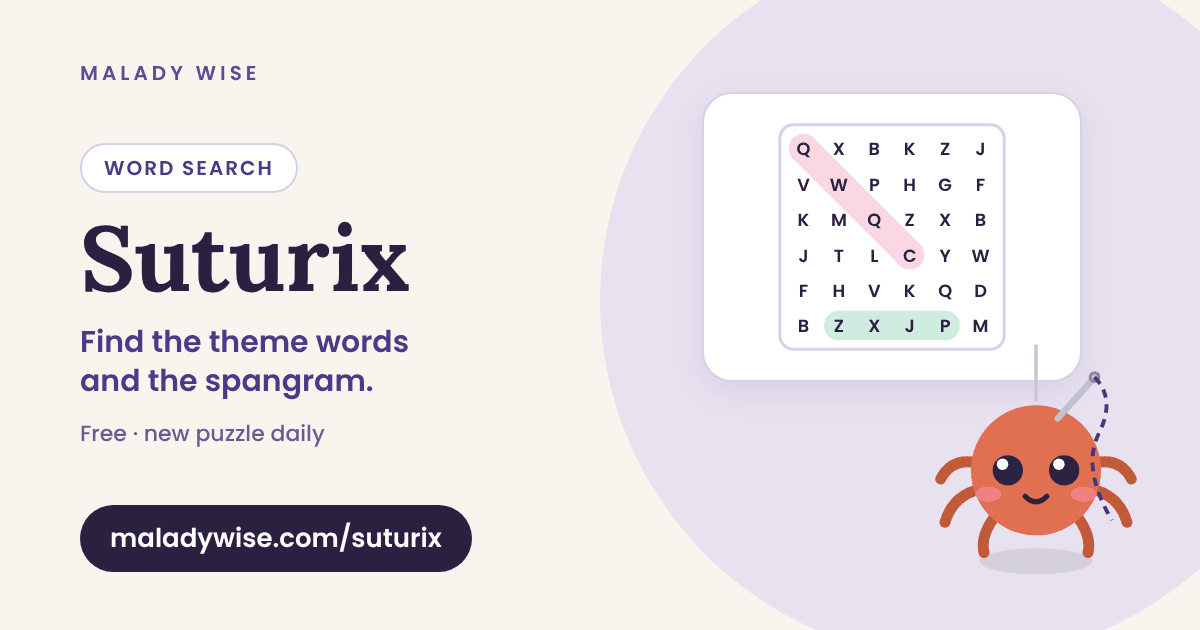 MALADY WISE
WORD SEARCH
Suturix
Find the theme words
and the spangram.
Free · new puzzle daily
maladywise.com/suturix
Q X B K Z J
V W P H G F
K M Q Z X B
J T L C Y W
F H V K Q D
B Z X J P M